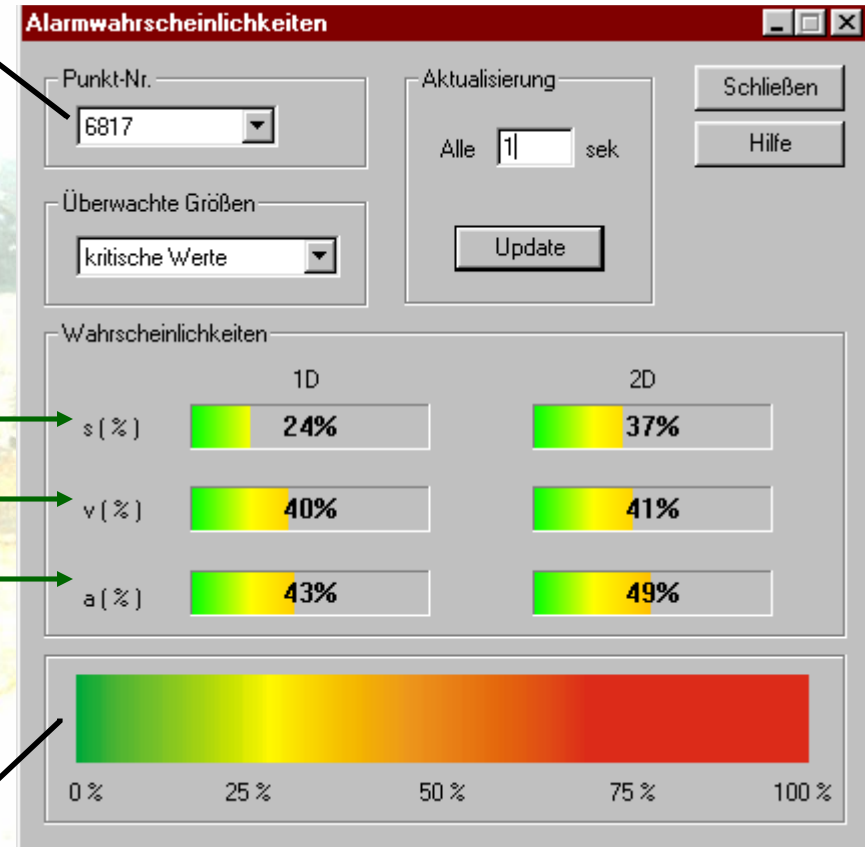 Alarmwahrscheinlichkeiten
Punkt-Nr.
6817
Aktualisierung
Alle 1 sek
Update
Schließen
Hilfe
Überwachte Größen
kritische Werte
Wahrscheinlichkeiten
1D 2D
s ( % ) 24% 37%
v ( % ) 40% 41%
a ( % ) 43% 49%
0 % 25 % 50 % 75 % 100 %